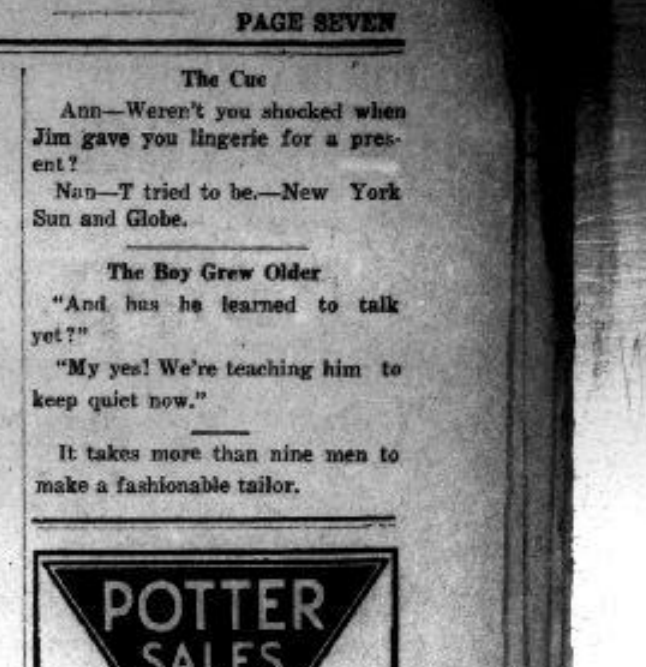 PAGE SEVEN
The Cue
Ann—Weren't you shocked when
Jim gave you lingerie for a pres-
ent?
Nan—T tried to be.—New York
Sun and Globe.
The Boy Grew Older
"And has he learned to talk
yet?"
"My yes! We're teaching him to
keep quiet now."
It takes more than nine men to
make a fashionable tailor.
POTTER
SALES